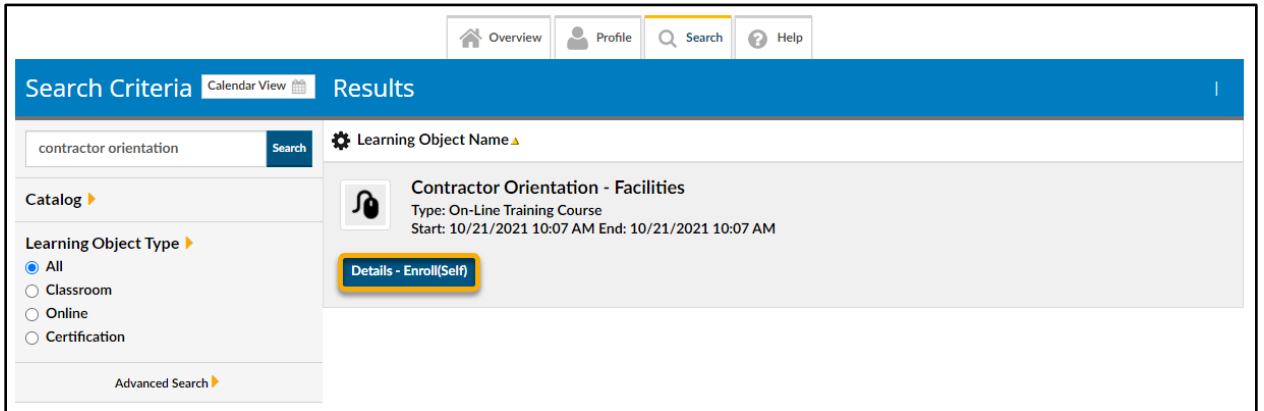 Overview
Profile
Search
Help
Search Criteria
Calendar View
Results
contractor orientation
Search
Catalog
Learning Object Type
All
Classroom
Online
Certification
Advanced Search
Learning Object Name
Contractor Orientation - Facilities
Type: On-Line Training Course
Start: 10/21/2021 10:07 AM End: 10/21/2021 10:07 AM
Details - Enroll(Self)